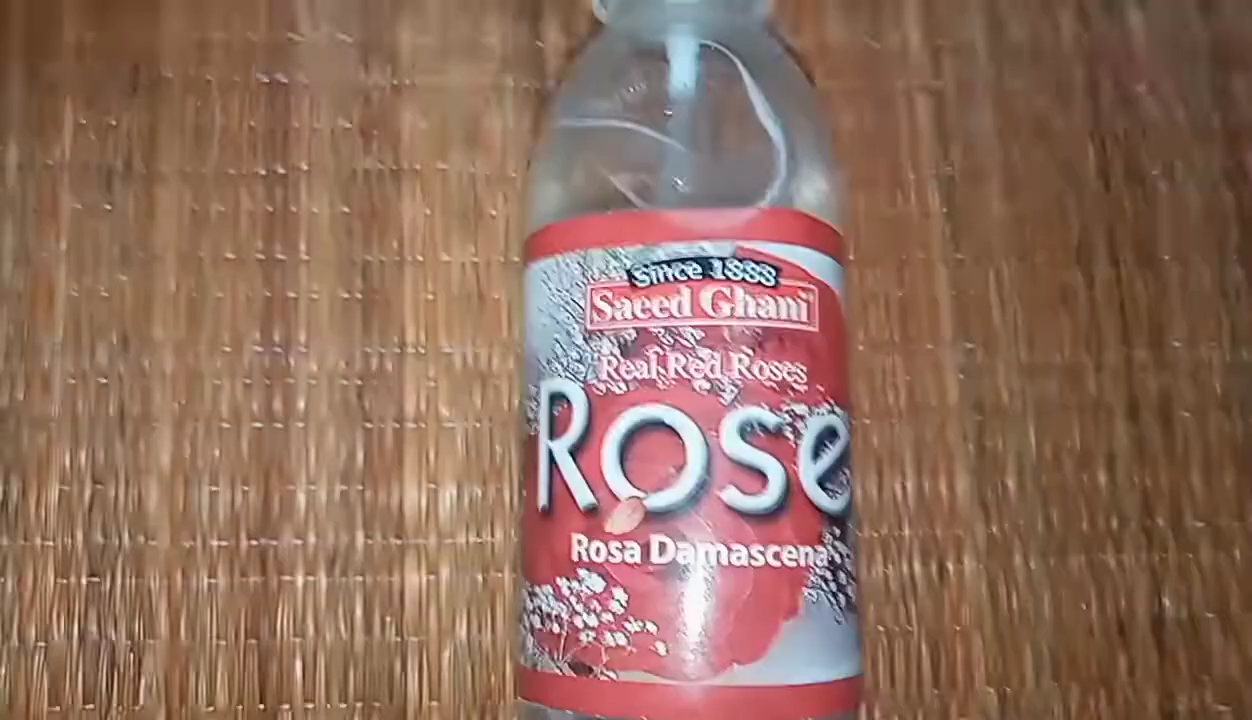 Since 1888
Saeed Ghani
Real Red Roses
Rose
Rosa Damascena